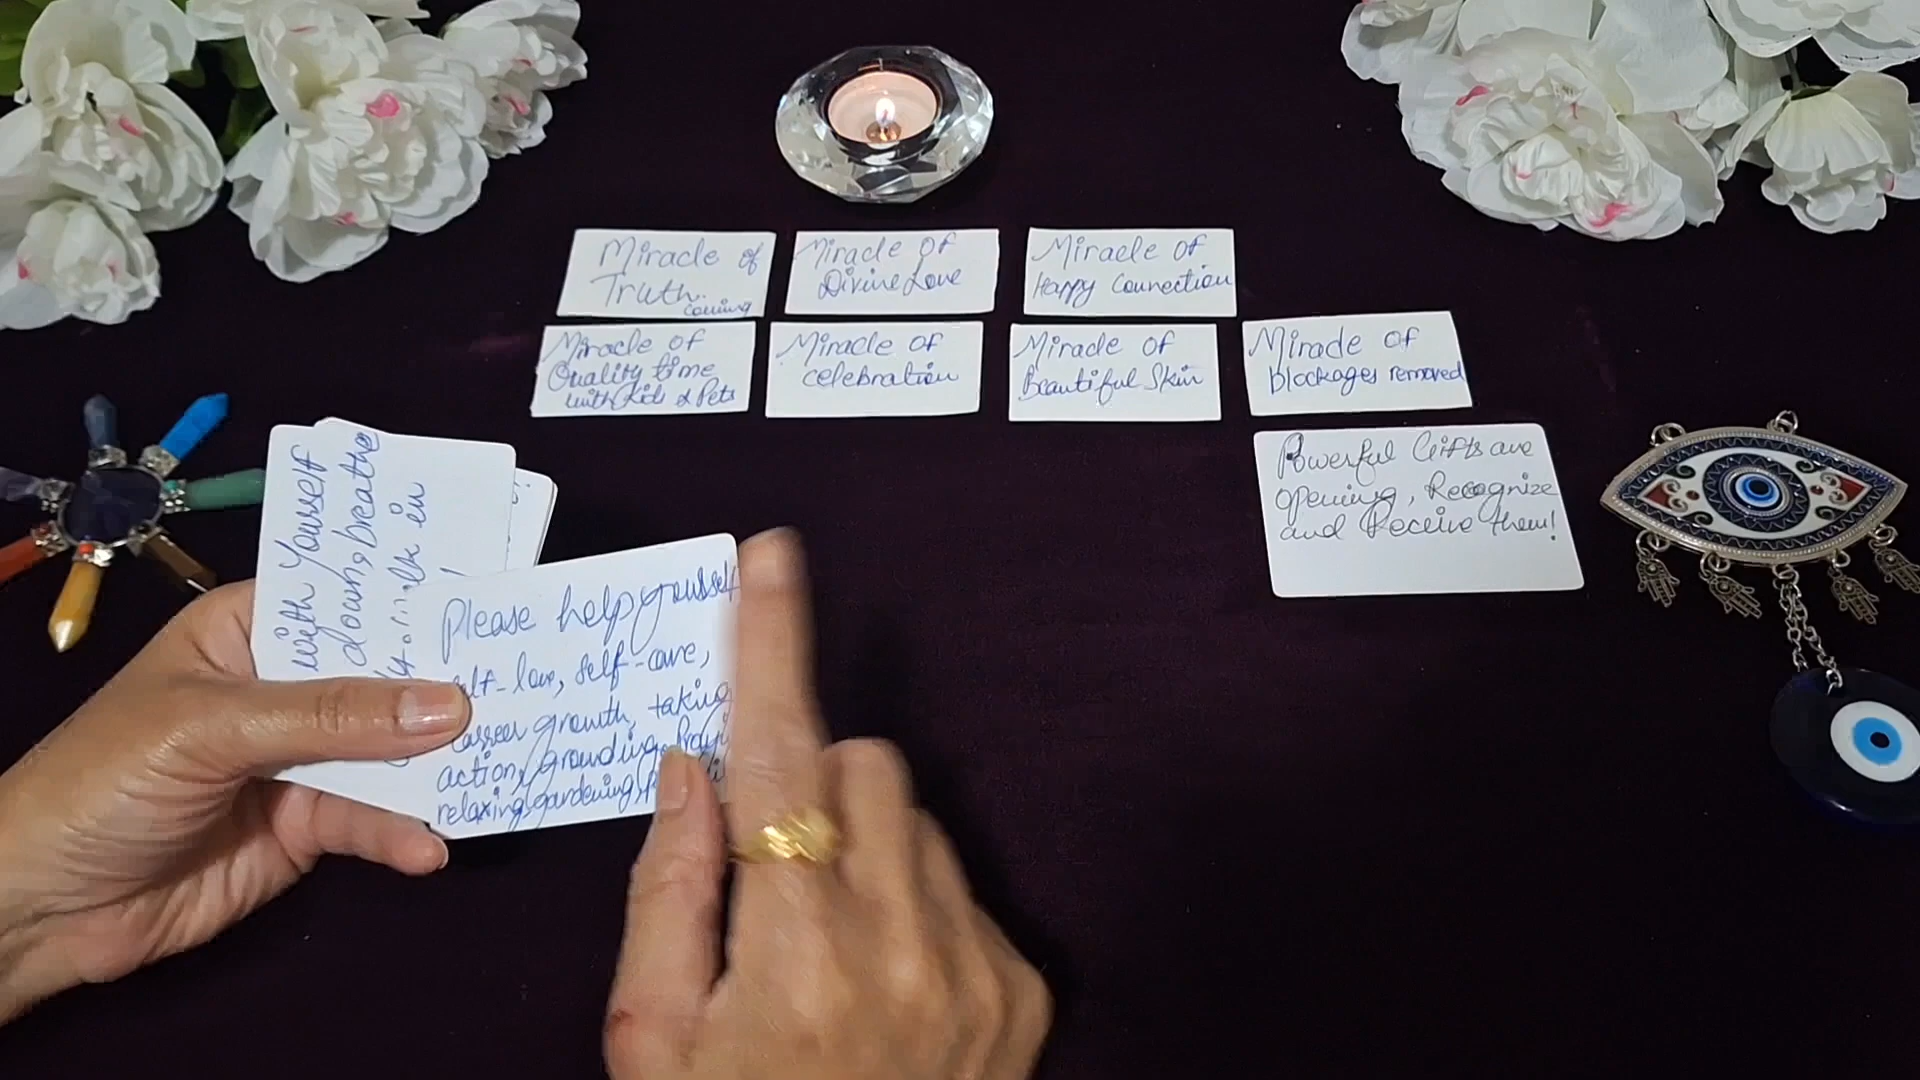 Miracle of
Truth.
coming
Miracle of
Divine Love
Miracle of
Happy Connection
Miracle of
Quality time
with Kids & Pets
Miracle of
celebration
Miracle of
Beautiful Skin
Miracle of
blockages removed
Powerful Gifts are
opening, Recognize
and Receive them!
with Yourself
down, breathe
in
Please help yourself
self-love, self-care,
career growth, taking
action, grounding
relaxing, gardening,